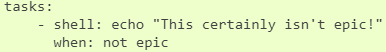 tasks:
    - shell: echo "This certainly isn't epic!"
      when: not epic